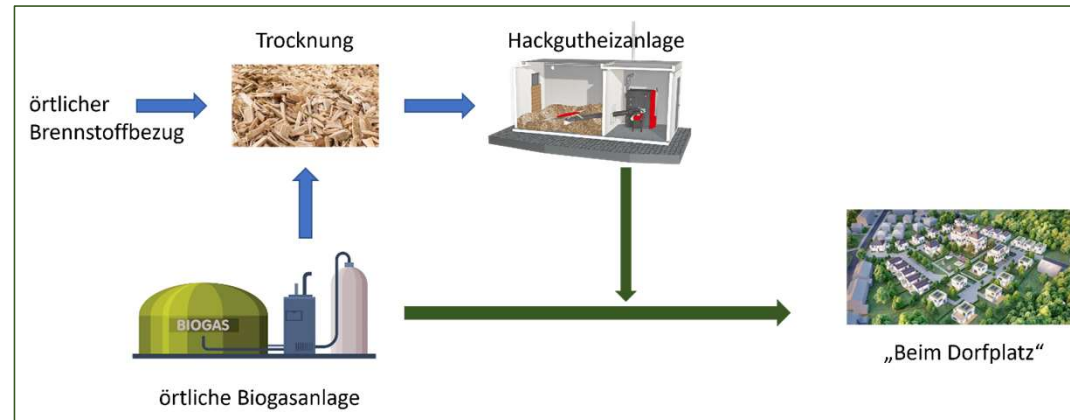 Trocknung
Hackgutheizanlage
örtlicher
Brennstoffbezug
BIOGAS
„Beim Dorfplatz“
örtliche Biogasanlage